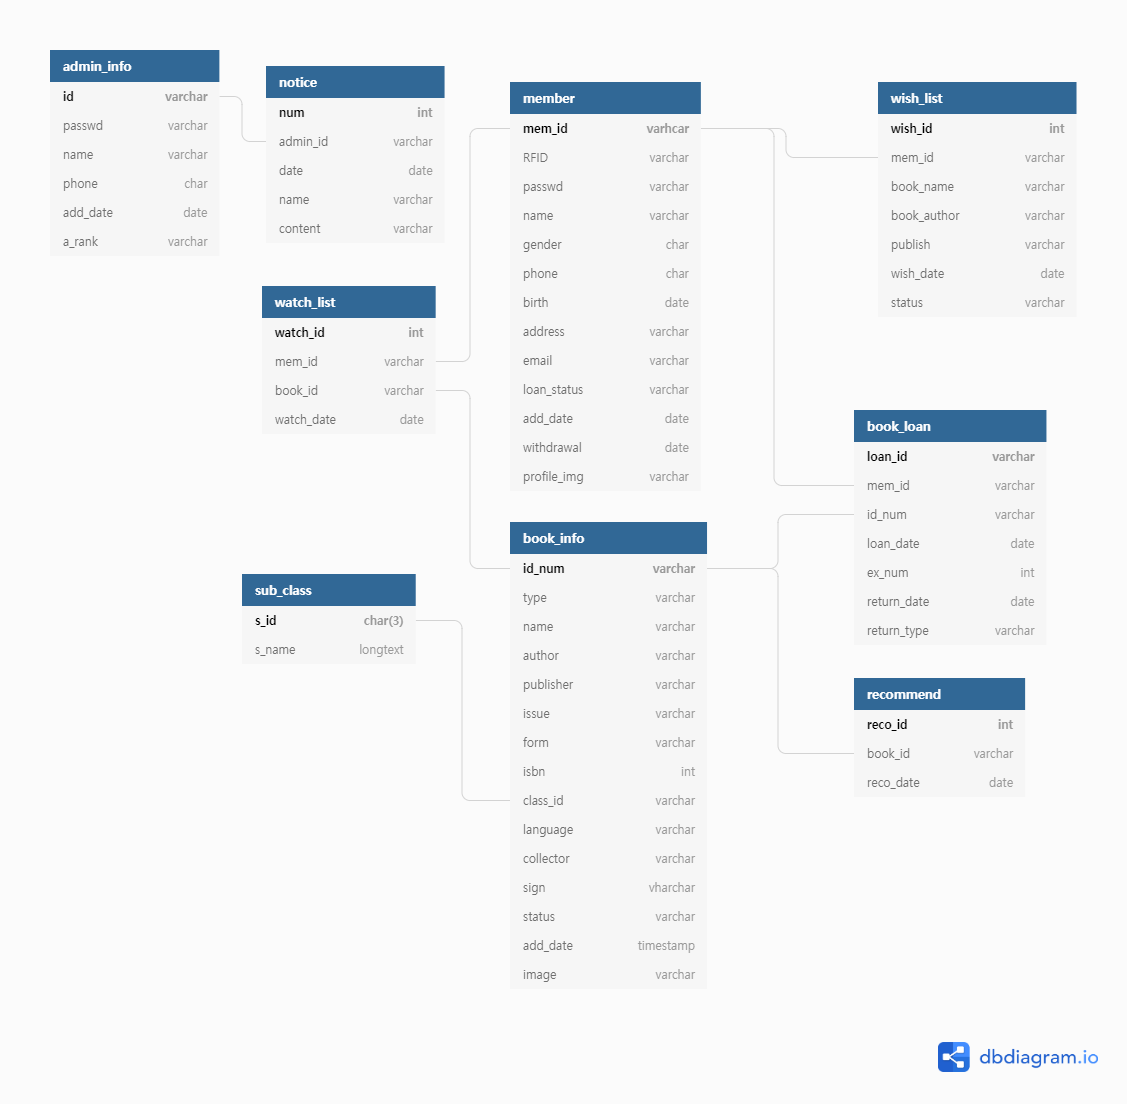 admin_info
id varchar
passwd varchar
name varchar
phone char
add_date date
a_rank varchar
notice
num int
admin_id varchar
date date
name varchar
content varchar
member
mem_id varhcar
RFID varchar
passwd varchar
name varchar
gender char
phone char
birth date
address varchar
email varchar
loan_status varchar
add_date date
withdrawal date
profile_img varchar
wish_list
wish_id int
mem_id varchar
book_name varchar
book_author varchar
publish varchar
wish_date date
status varchar
watch_list
watch_id int
mem_id varchar
book_id varchar
watch_date date
book_loan
loan_id varchar
mem_id varchar
id_num varchar
loan_date date
ex_num int
return_date date
return_type varchar
book_info
id_num varchar
type varchar
name varchar
author varchar
publisher varchar
issue varchar
form varchar
isbn int
class_id varchar
language varchar
collector varchar
sign vharchar
status varchar
add_date timestamp
image varchar
sub_class
s_id char(3)
s_name longtext
recommend
reco_id int
book_id varchar
reco_date date
dbdiagram.io